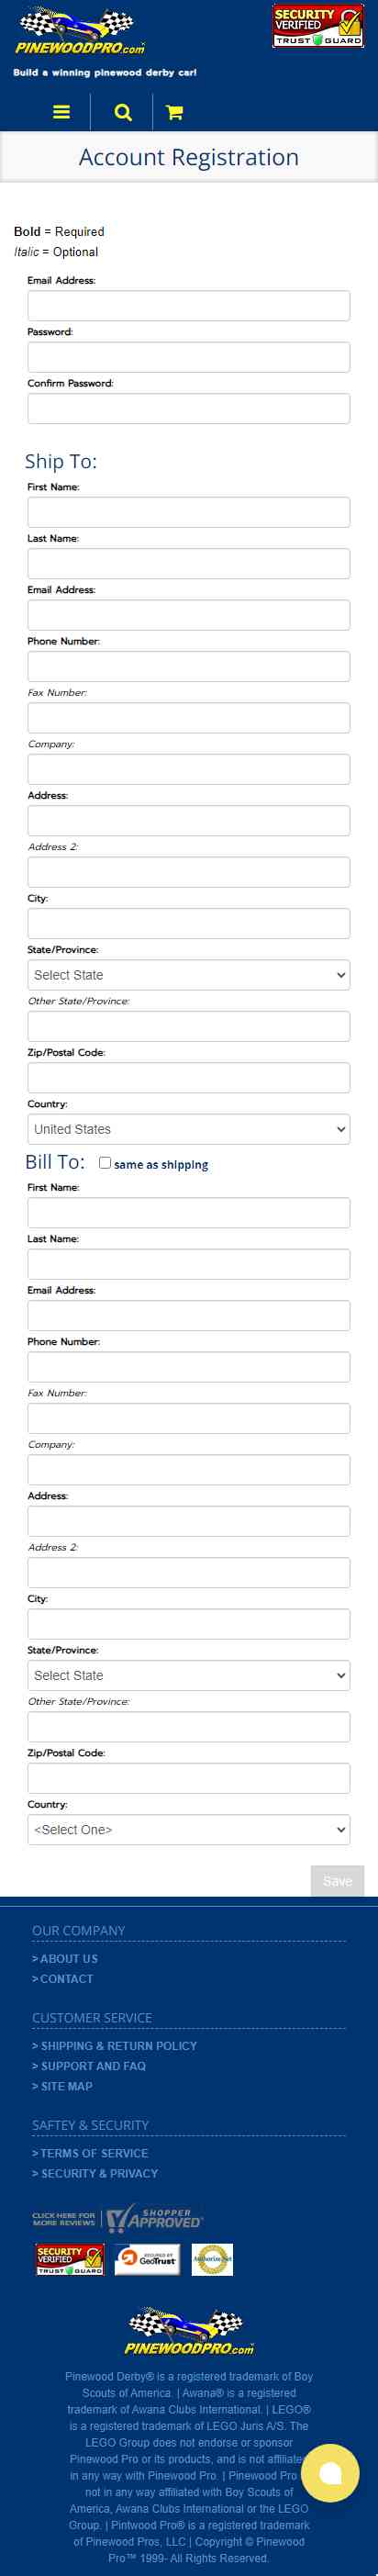 PINEWOODPRO.com
SECURITY
VERIFIED
TRUST GUARD
Build a winning pinewood derby car!
Account Registration
Bold = Required
Italic = Optional
Email Address:
Password:
Confirm Password:
Ship To:
First Name:
Last Name:
Email Address:
Phone Number:
Fax Number:
Company:
Address:
Address 2:
City:
State/Province:
Select State
Other State/Province:
Zip/Postal Code:
Country:
United States
Bill To: same as shipping
First Name:
Last Name:
Email Address:
Phone Number:
Fax Number:
Company:
Address:
Address 2:
City:
State/Province:
Select State
Other State/Province:
Zip/Postal Code:
Country:
<Select One>
Save
OUR COMPANY
> ABOUT US
> CONTACT
CUSTOMER SERVICE
> SHIPPING & RETURN POLICY
> SUPPORT AND FAQ
> SITE MAP
SAFTEY & SECURITY
> TERMS OF SERVICE
> SECURITY & PRIVACY
CLICK HERE FOR
MORE REVIEWS
SHOPPER
APPROVED
SECURITY
VERIFIED
TRUST GUARD
SECURED BY
GeoTrust
Authorize.Net
PINEWOODPRO.com
Pinewood Derby® is a registered trademark of Boy
Scouts of America. | Awana® is a registered
trademark of Awana Clubs International. | LEGO®
is a registered trademark of LEGO Juris A/S. The
LEGO Group does not endorse or sponsor
Pinewood Pro or its products, and is not affiliated
in any way with Pinewood Pro. | Pinewood Pro
not in any way affiliated with Boy Scouts of
America, Awana Clubs International or the LEGO
Group. | Pintwood Pro® is a registered trademark
of Pinewood Pros, LLC | Copyright © Pinewood
Pro™ 1999- All Rights Reserved.